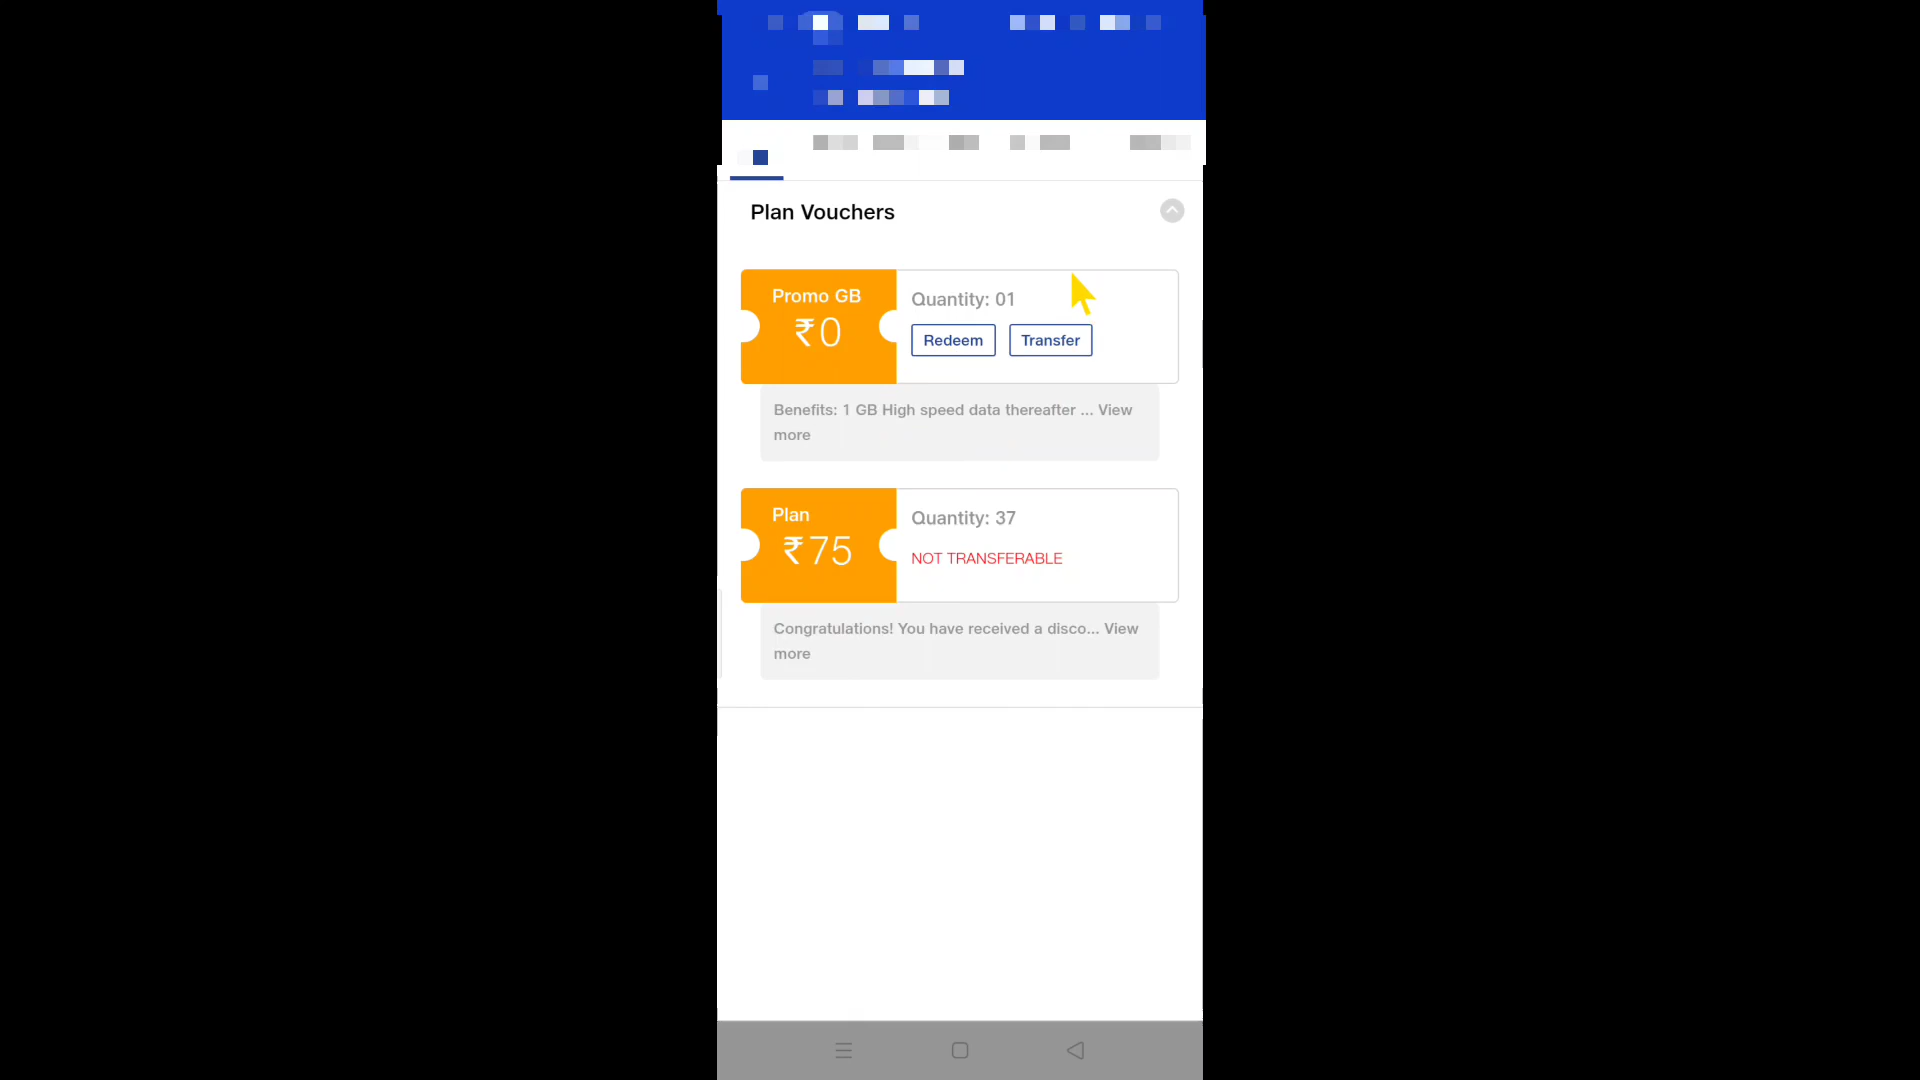 Plan Vouchers
Promo GB
₹0
Quantity: 01
Redeem Transfer
Benefits: 1 GB High speed data thereafter ... View
more
Plan
₹75
Quantity: 37
NOT TRANSFERABLE
Congratulations! You have received a disco... View
more